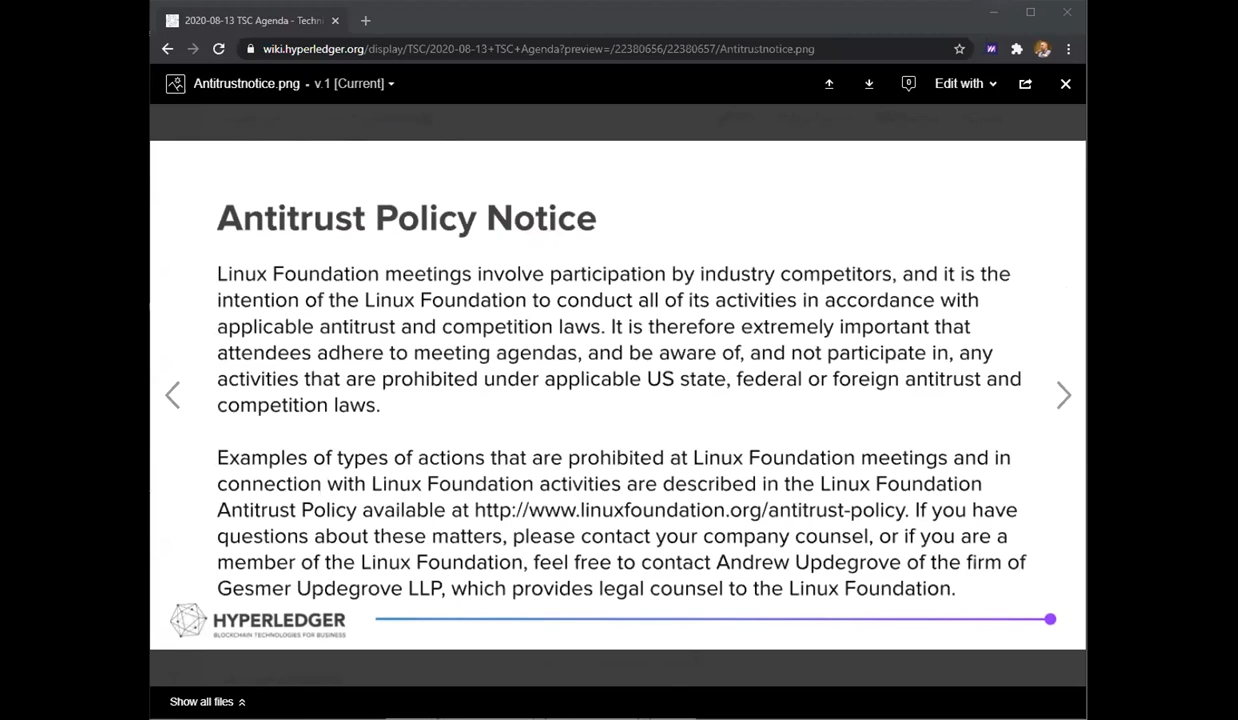 2020-08-13 TSC Agenda - Techn
wiki.hyperledger.org/display/TSC/2020-08-13+TSC+Agenda?preview=/22380656/22380657/Antitrustnotice.png
Antitrustnotice.png - v.1 [Current]
0
Edit with
Antitrust Policy Notice
Linux Foundation meetings involve participation by industry competitors, and it is the
intention of the Linux Foundation to conduct all of its activities in accordance with
applicable antitrust and competition laws. It is therefore extremely important that
attendees adhere to meeting agendas, and be aware of, and not participate in, any
activities that are prohibited under applicable US state, federal or foreign antitrust and
competition laws.
Examples of types of actions that are prohibited at Linux Foundation meetings and in
connection with Linux Foundation activities are described in the Linux Foundation
Antitrust Policy available at http://www.linuxfoundation.org/antitrust-policy. If you have
questions about these matters, please contact your company counsel, or if you are a
member of the Linux Foundation, feel free to contact Andrew Updegrove of the firm of
Gesmer Updegrove LLP, which provides legal counsel to the Linux Foundation.
HYPERLEDGER
BLOCKCHAIN TECHNOLOGIES FOR BUSINESS
Show all files